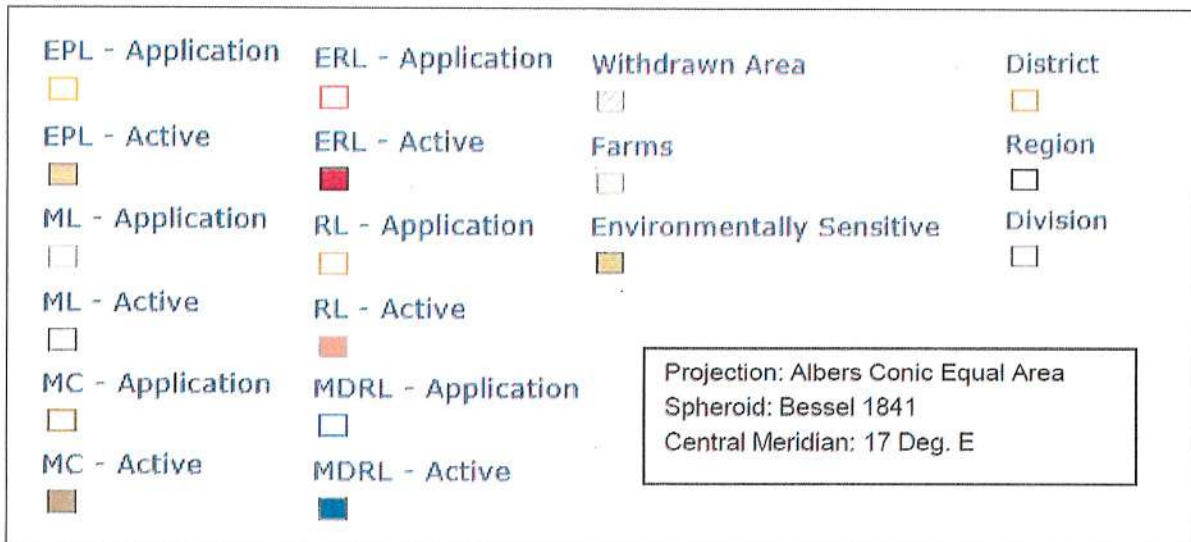 EPL - Application
EPL - Active
ML - Application
ML - Active
MC - Application
MC - Active
ERL - Application
ERL - Active
RL - Application
RL - Active
MDRL - Application
MDRL - Active
Withdrawn Area
Farms
Environmentally Sensitive
District
Region
Division
Projection: Albers Conic Equal Area
Spheroid: Bessel 1841
Central Meridian: 17 Deg. E